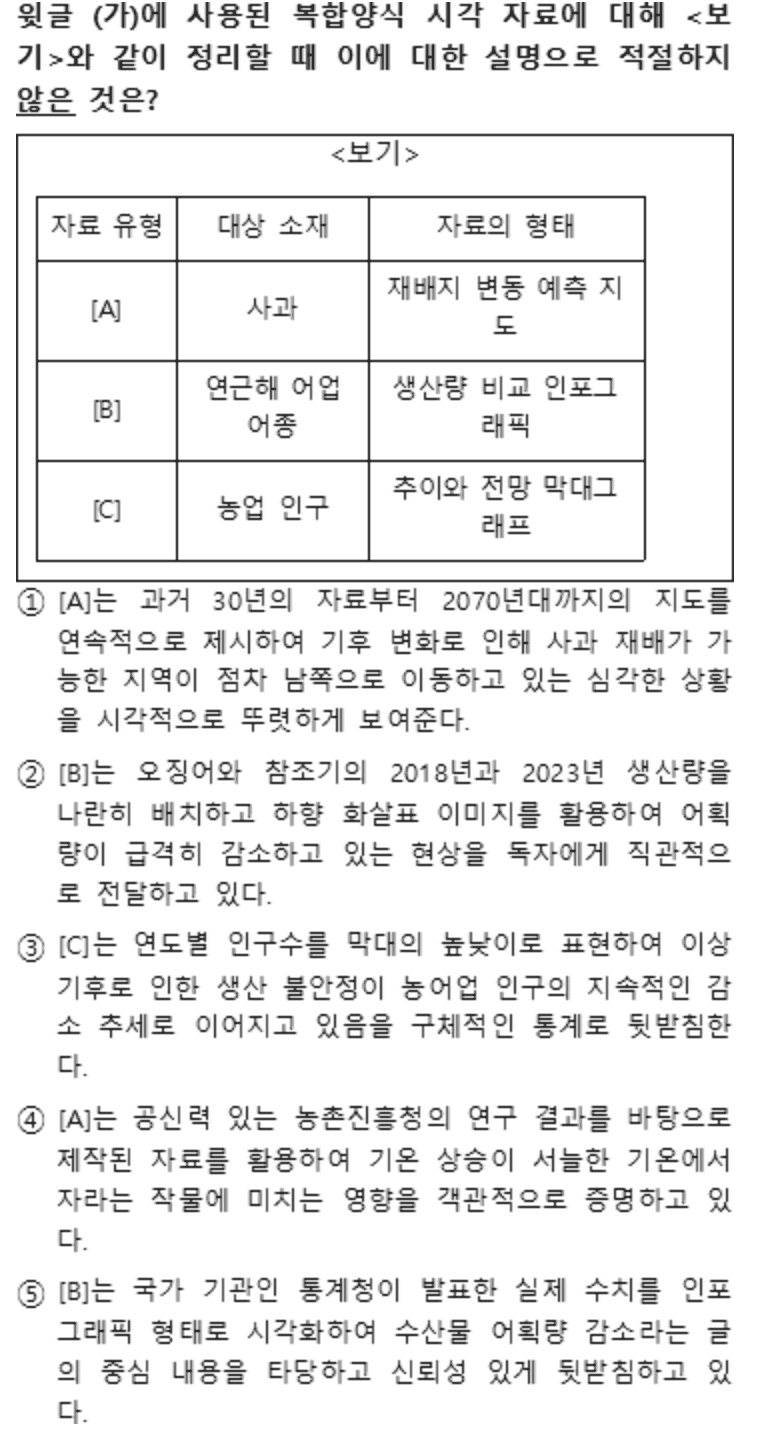 윗글 (가)에 사용된 복합양식 시각 자료에 대해 <보
기>와 같이 정리할 때 이에 대한 설명으로 적절하지
않은 것은?
<보기>
자료 유형 대상 소재 자료의 형태
[A] 사과 재배지 변동 예측 지
도
[B] 연근해 어업 어종 생산량 비교 인포그
래픽
[C] 농업 인구 추이와 전망 막대그
래프
① [A]는 과거 30년의 자료부터 2070년대까지의 지도를
연속적으로 제시하여 기후 변화로 인해 사과 재배가 가
능한 지역이 점차 남쪽으로 이동하고 있는 심각한 상황
을 시각적으로 뚜렷하게 보여준다.
② [B]는 오징어와 참조기의 2018년과 2023년 생산량을
나란히 배치하고 하향 화살표 이미지를 활용하여 어획
량이 급격히 감소하고 있는 현상을 독자에게 직관적으
로 전달하고 있다.
③ [C]는 연도별 인구수를 막대의 높낮이로 표현하여 이상
기후로 인한 생산 불안정이 농어업 인구의 지속적인 감
소 추세로 이어지고 있음을 구체적인 통계로 뒷받침한
다.
④ [A]는 공신력 있는 농촌진흥청의 연구 결과를 바탕으로
제작된 자료를 활용하여 기온 상승이 서늘한 기온에서
자라는 작물에 미치는 영향을 객관적으로 증명하고 있
다.
⑤ [B]는 국가 기관인 통계청이 발표한 실제 수치를 인포
그래픽 형태로 시각화하여 수산물 어획량 감소라는 글
의 중심 내용을 타당하고 신뢰성 있게 뒷받침하고 있
다.